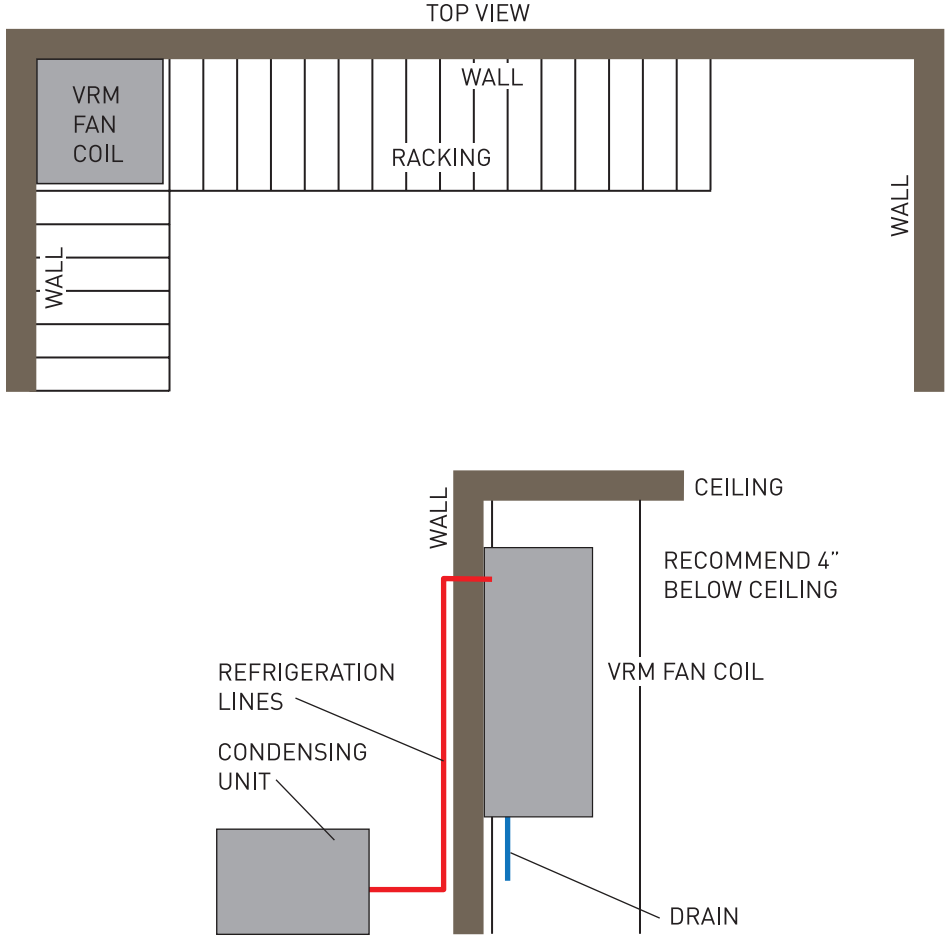 TOP VIEW
VRM
FAN
COIL
WALL
RACKING
WALL
WALL
WALL
CEILING
RECOMMEND 4”
BELOW CEILING
REFRIGERATION
LINES
VRM FAN COIL
CONDENSING
UNIT
DRAIN